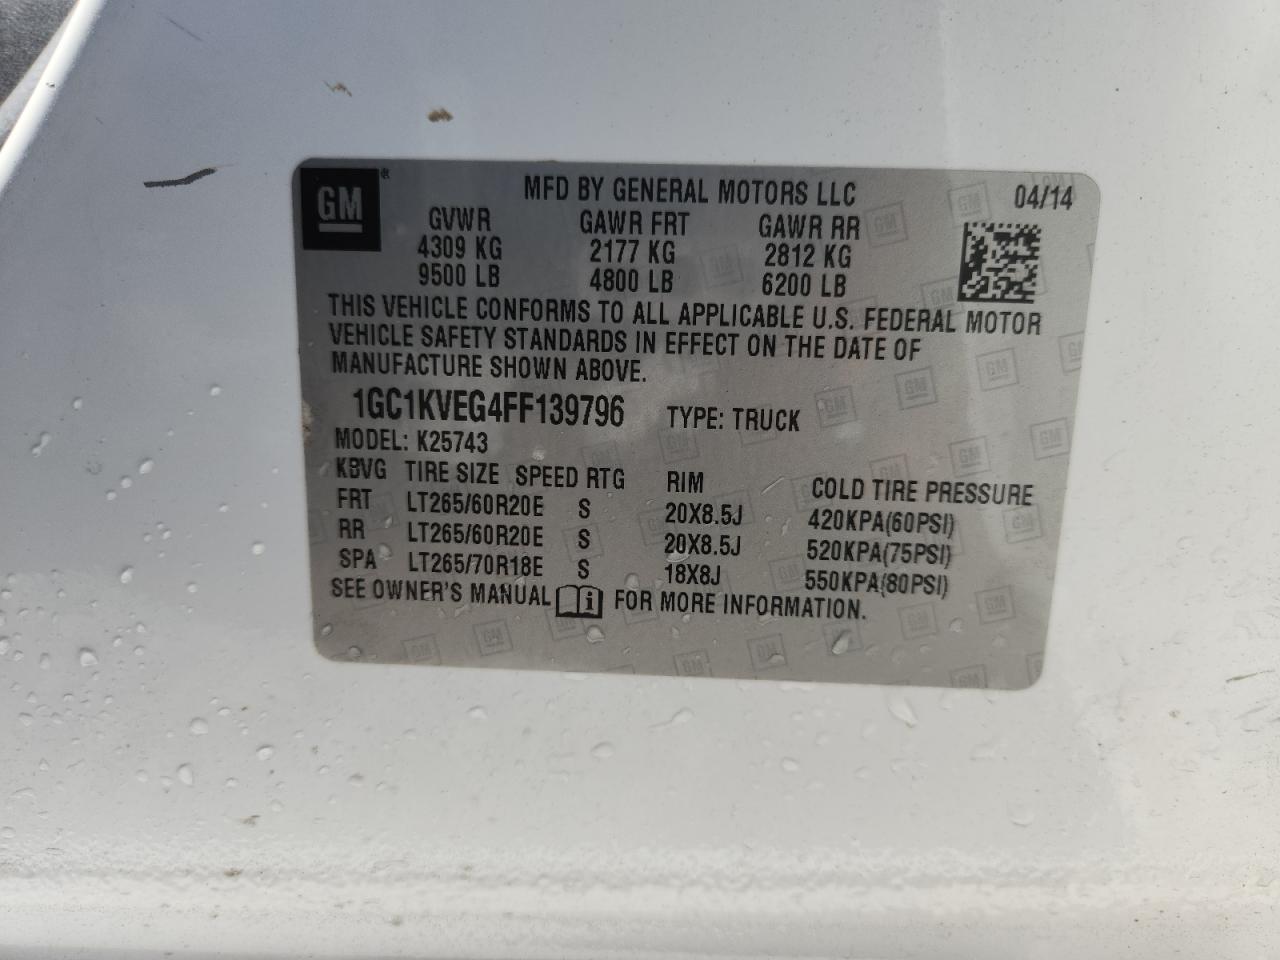 GM®
MFD BY GENERAL MOTORS LLC 04/14
GVWR GAWR FRT GAWR RR
4309 KG 2177 KG 2812 KG
9500 LB 4800 LB 6200 LB
THIS VEHICLE CONFORMS TO ALL APPLICABLE U.S. FEDERAL MOTOR
VEHICLE SAFETY STANDARDS IN EFFECT ON THE DATE OF
MANUFACTURE SHOWN ABOVE.
1GC1KVEG4FF139796 TYPE: TRUCK
MODEL: K25743
KBVG TIRE SIZE SPEED RTG RIM COLD TIRE PRESSURE
FRT LT265/60R20E S 20X8.5J 420KPA(60PSI)
RR LT265/60R20E S 20X8.5J 520KPA(75PSI)
SPA LT265/70R18E S 18X8J 550KPA(80PSI)
SEE OWNER'S MANUAL i FOR MORE INFORMATION.